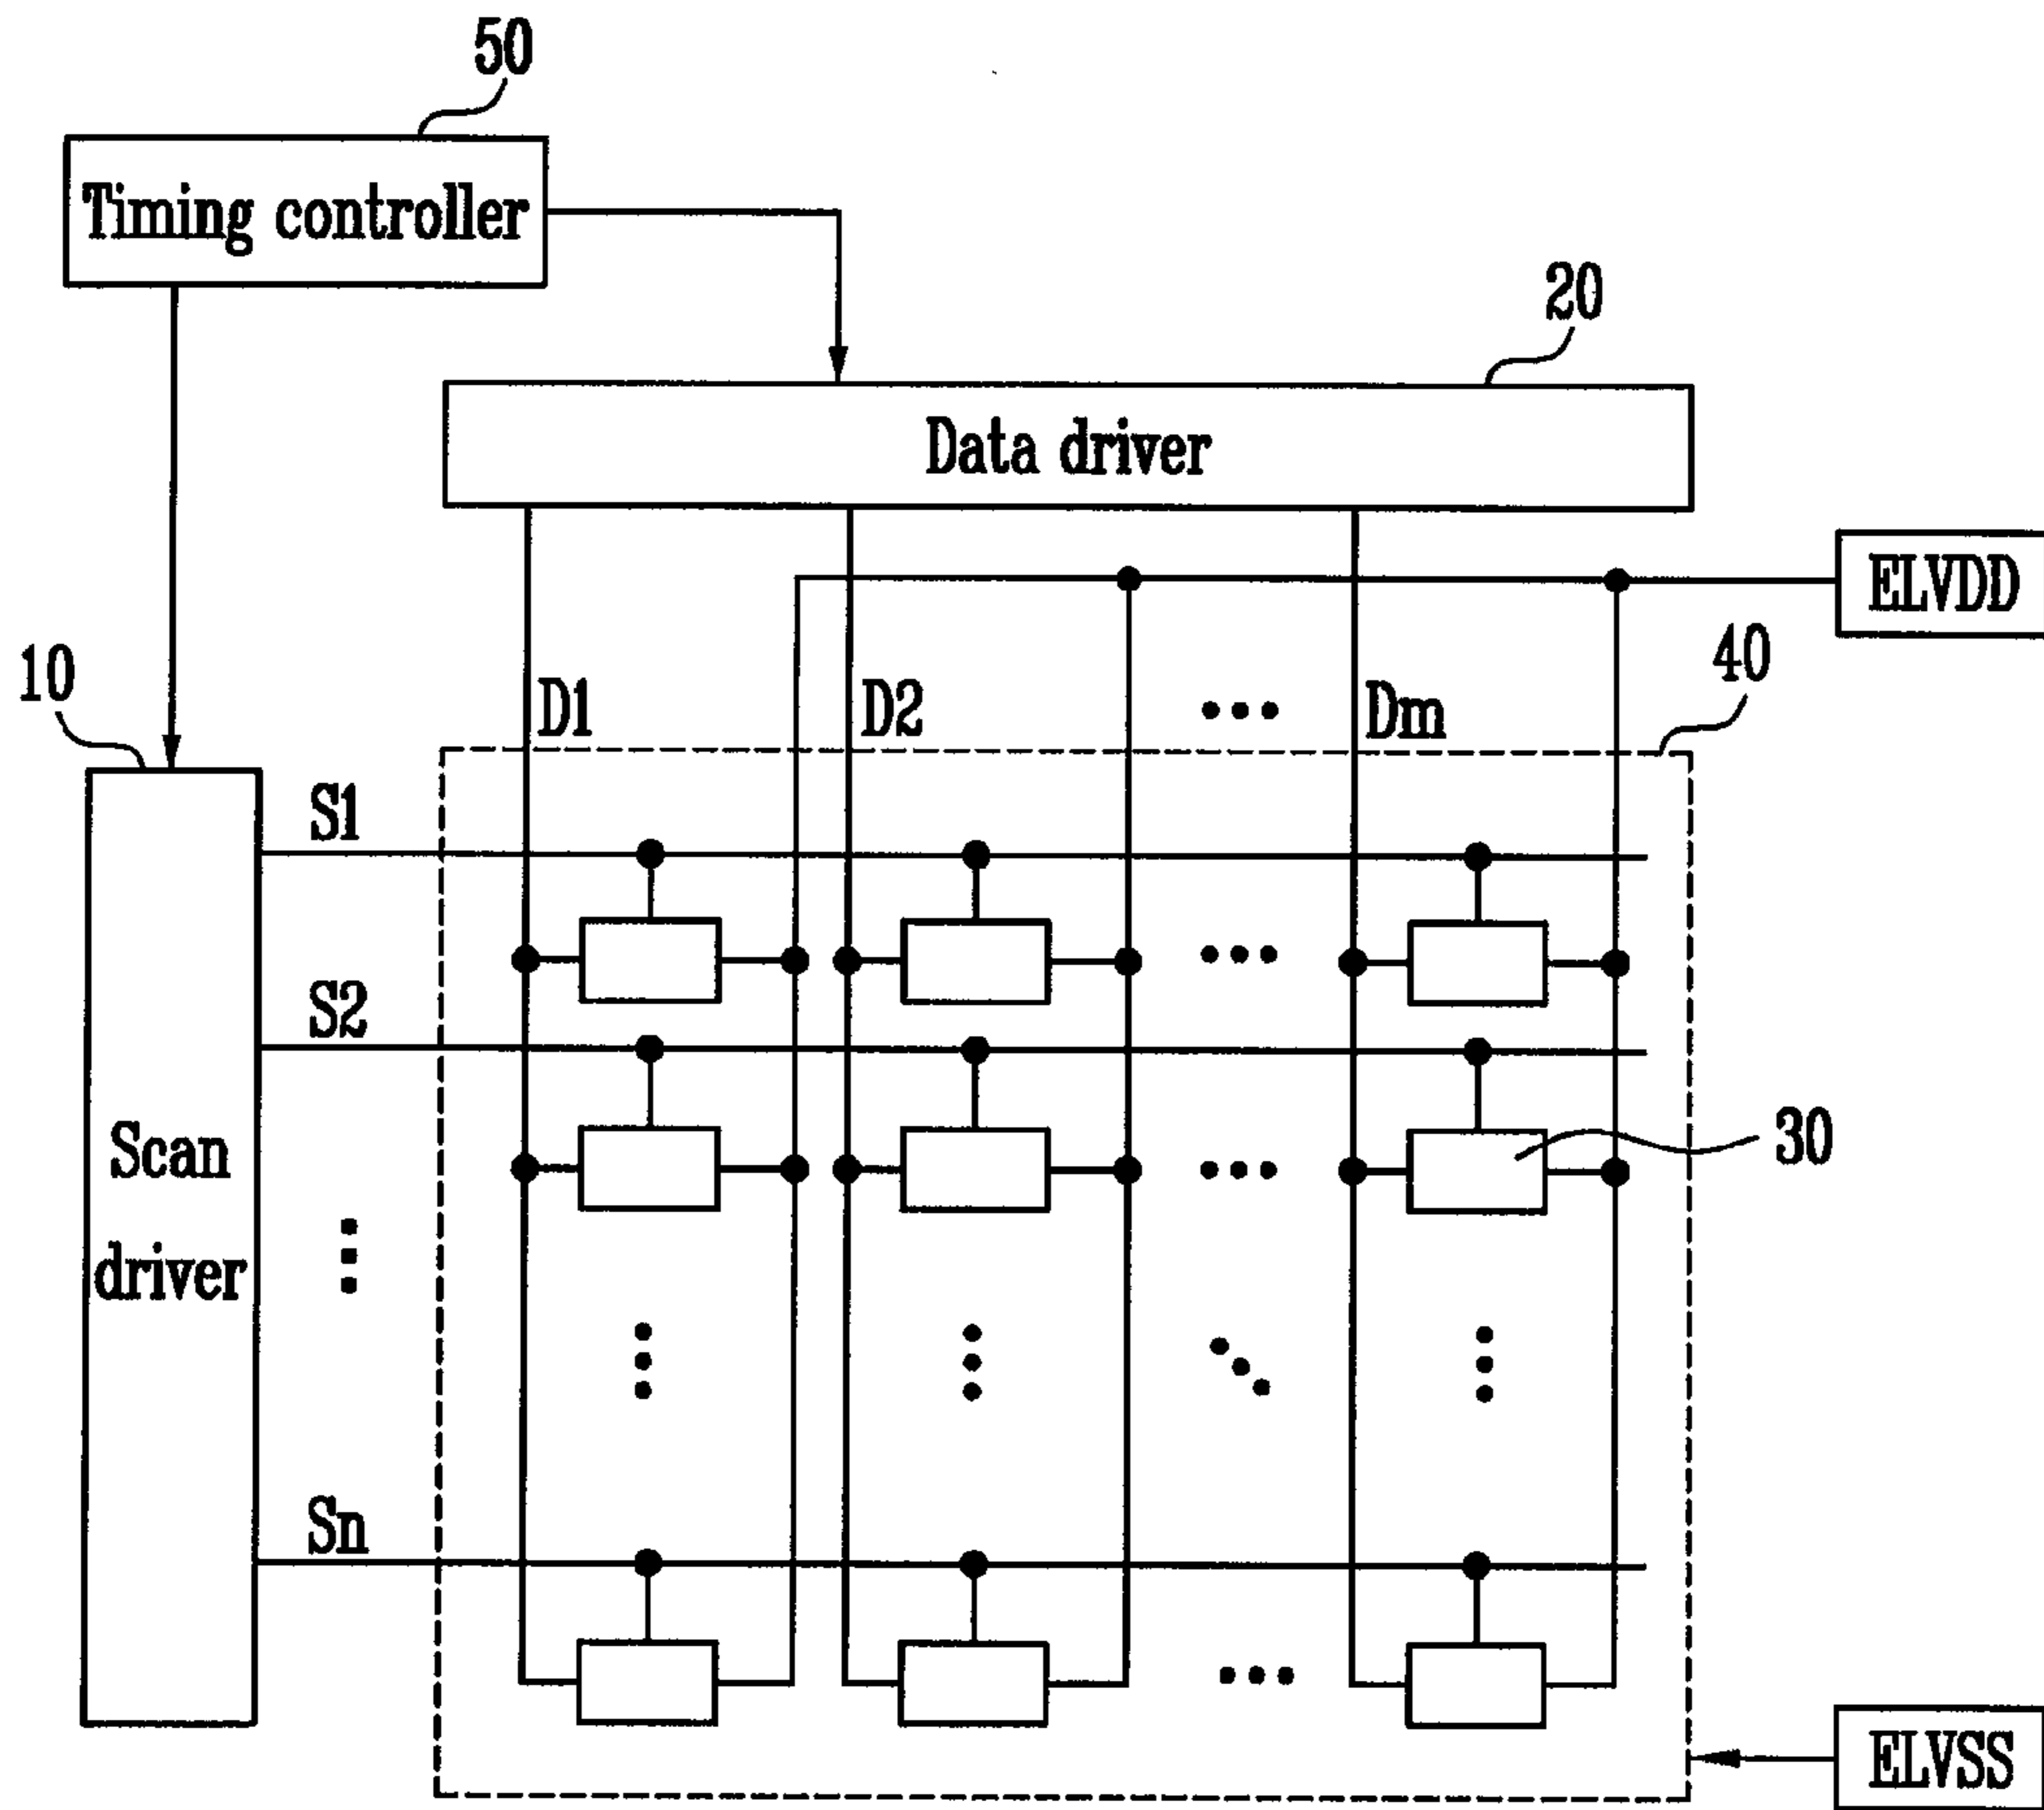 50
Timing controller
20
Data driver
ELVDD
10
D1
D2
Dm
40
S1
S2
Scan
driver
30
Sn
ELVSS